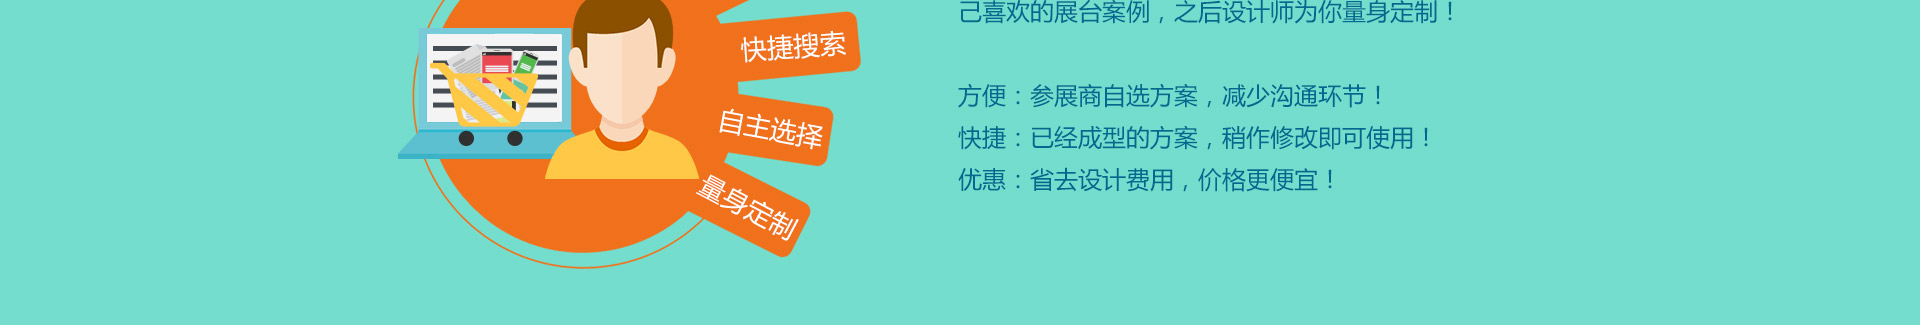 己喜欢的展台案例，之后设计师为你量身定制！
快捷搜索
自主选择
量身定制
方便：参展商自选方案，减少沟通环节！
快捷：已经成型的方案，稍作修改即可使用！
优惠：省去设计费用，价格更便宜！